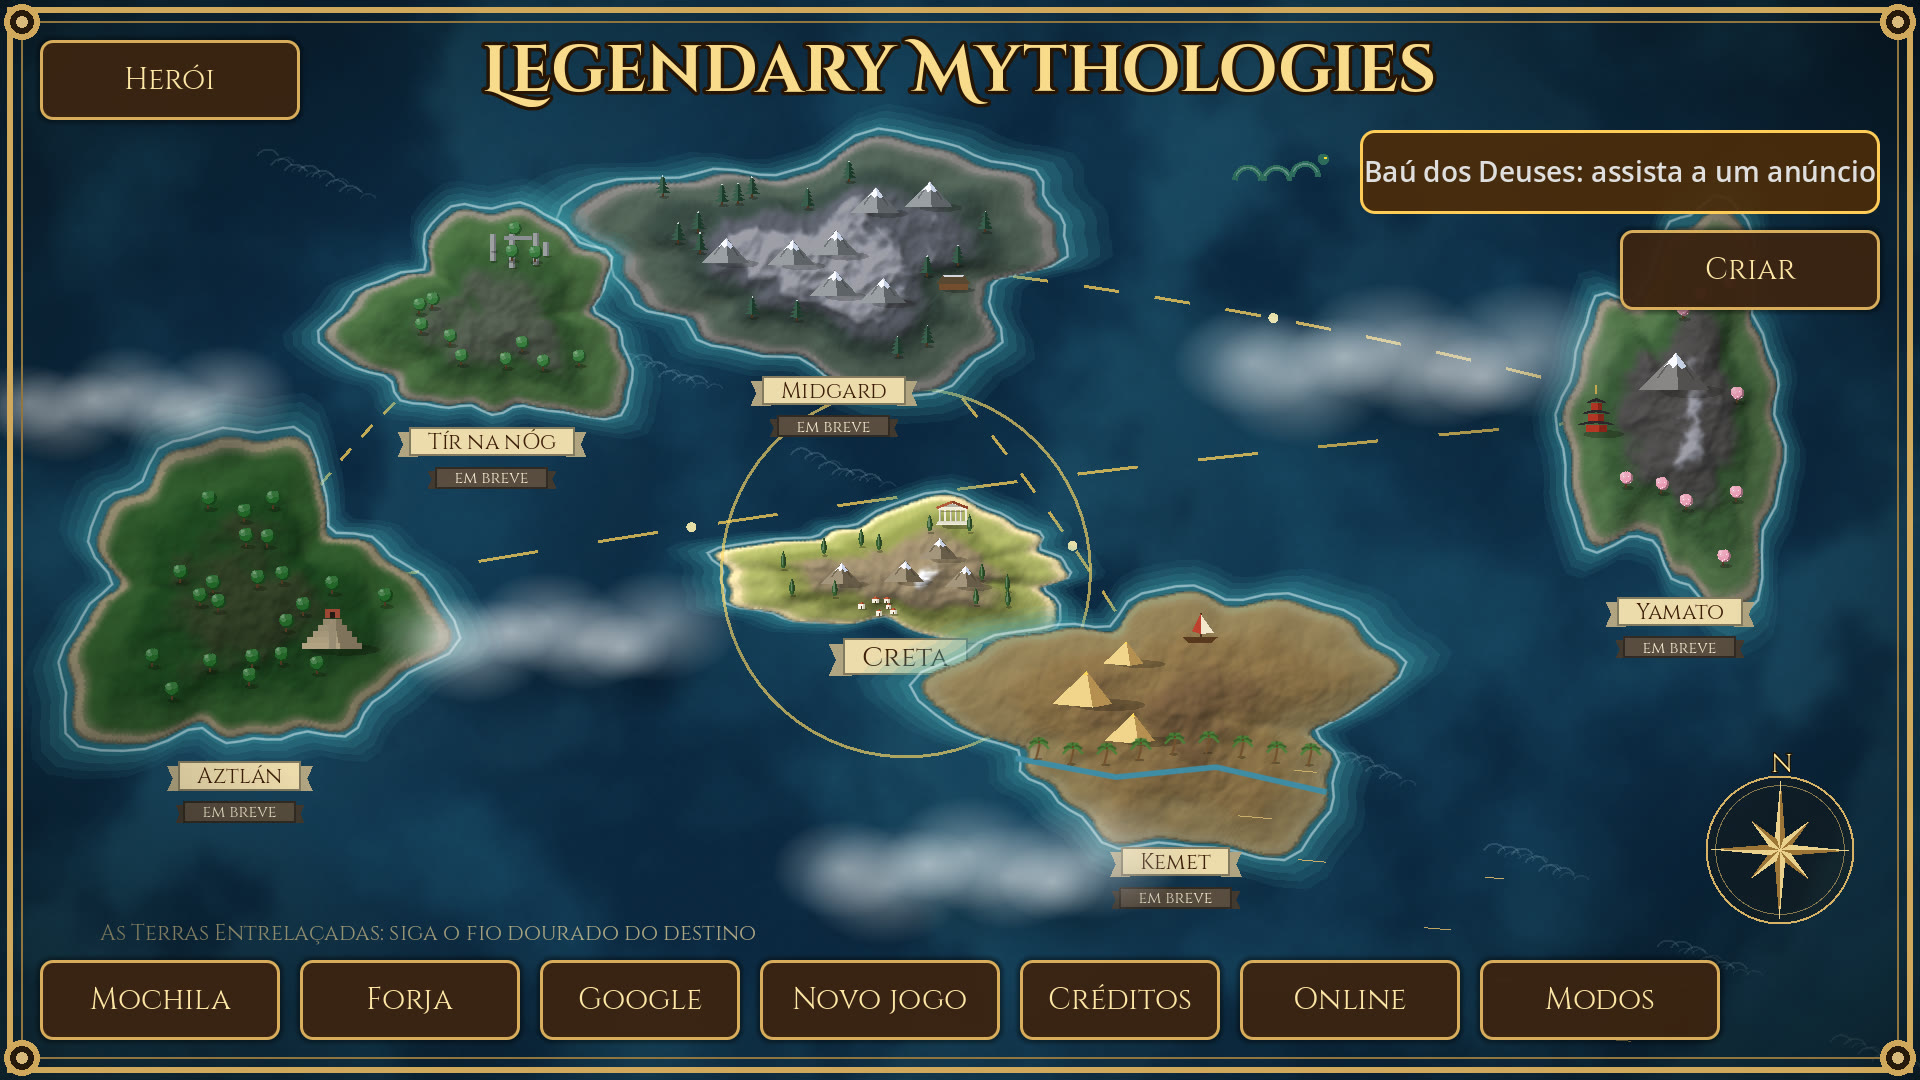 Herói
Legendary Mythologies
Baú dos Deuses: assista a um anúncio
Criar
Midgard
EM BREVE
Tír na nÓg
EM BREVE
Creta
Yamato
EM BREVE
Aztlán
EM BREVE
N
Kemet
EM BREVE
As Terras Entrelaçadas: siga o fio dourado do destino
Mochila
Forja
Google
Novo jogo
Créditos
Online
Modos